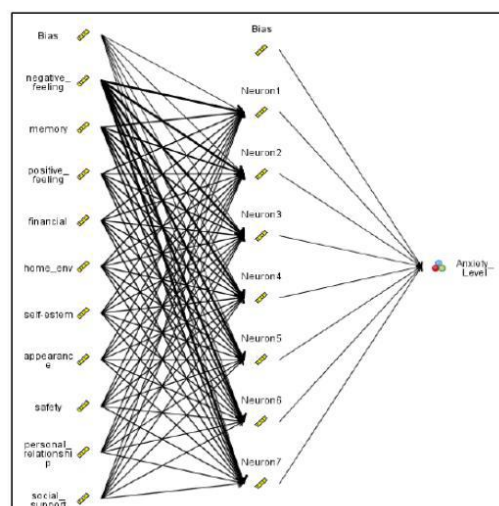 Bias
negative_
feeling
memory
positive_
feeling
financial
home_env
self-estem
appearanc
e
safety
personal_
relationshi
p
social_
support
Bias
Neuron1
Neuron2
Neuron3
Neuron4
Neuron5
Neuron6
Neuron7
Anxiety_
Level